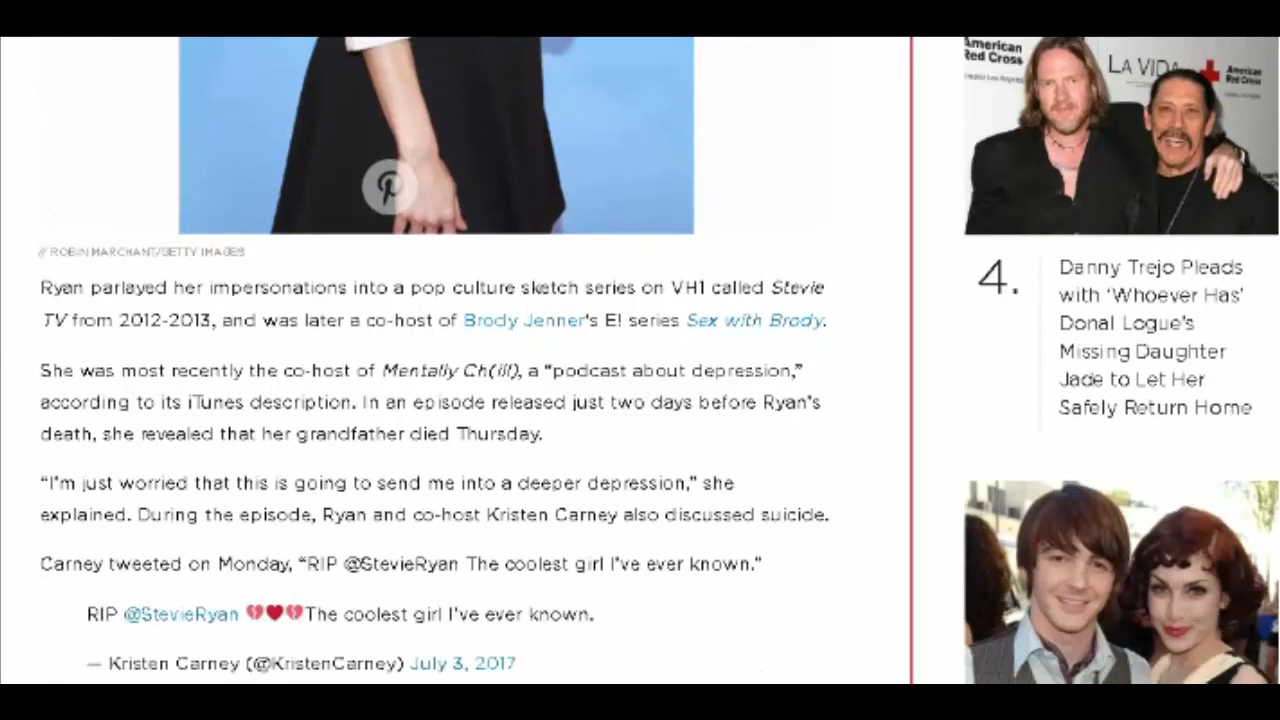 // ROBIN MARCHANT/GETTY IMAGES
Ryan parlayed her impersonations into a pop culture sketch series on VH1 called Stevie
TV from 2012-2013, and was later a co-host of Brody Jenner's E! series Sex with Brody.
She was most recently the co-host of Mentally Ch(ill), a “podcast about depression,”
according to its iTunes description. In an episode released just two days before Ryan's
death, she revealed that her grandfather died Thursday.
“I'm just worried that this is going to send me into a deeper depression,” she
explained. During the episode, Ryan and co-host Kristen Carney also discussed suicide.
Carney tweeted on Monday, “RIP @StevieRyan The coolest girl I've ever known.”
RIP @StevieRyan 💔❤️💔The coolest girl I've ever known.
— Kristen Carney (@KristenCarney) July 3, 2017
American
Red Cross
LA VIDA
American
Red Cross
4.
Danny Trejo Pleads
with ‘Whoever Has’
Donal Logue's
Missing Daughter
Jade to Let Her
Safely Return Home